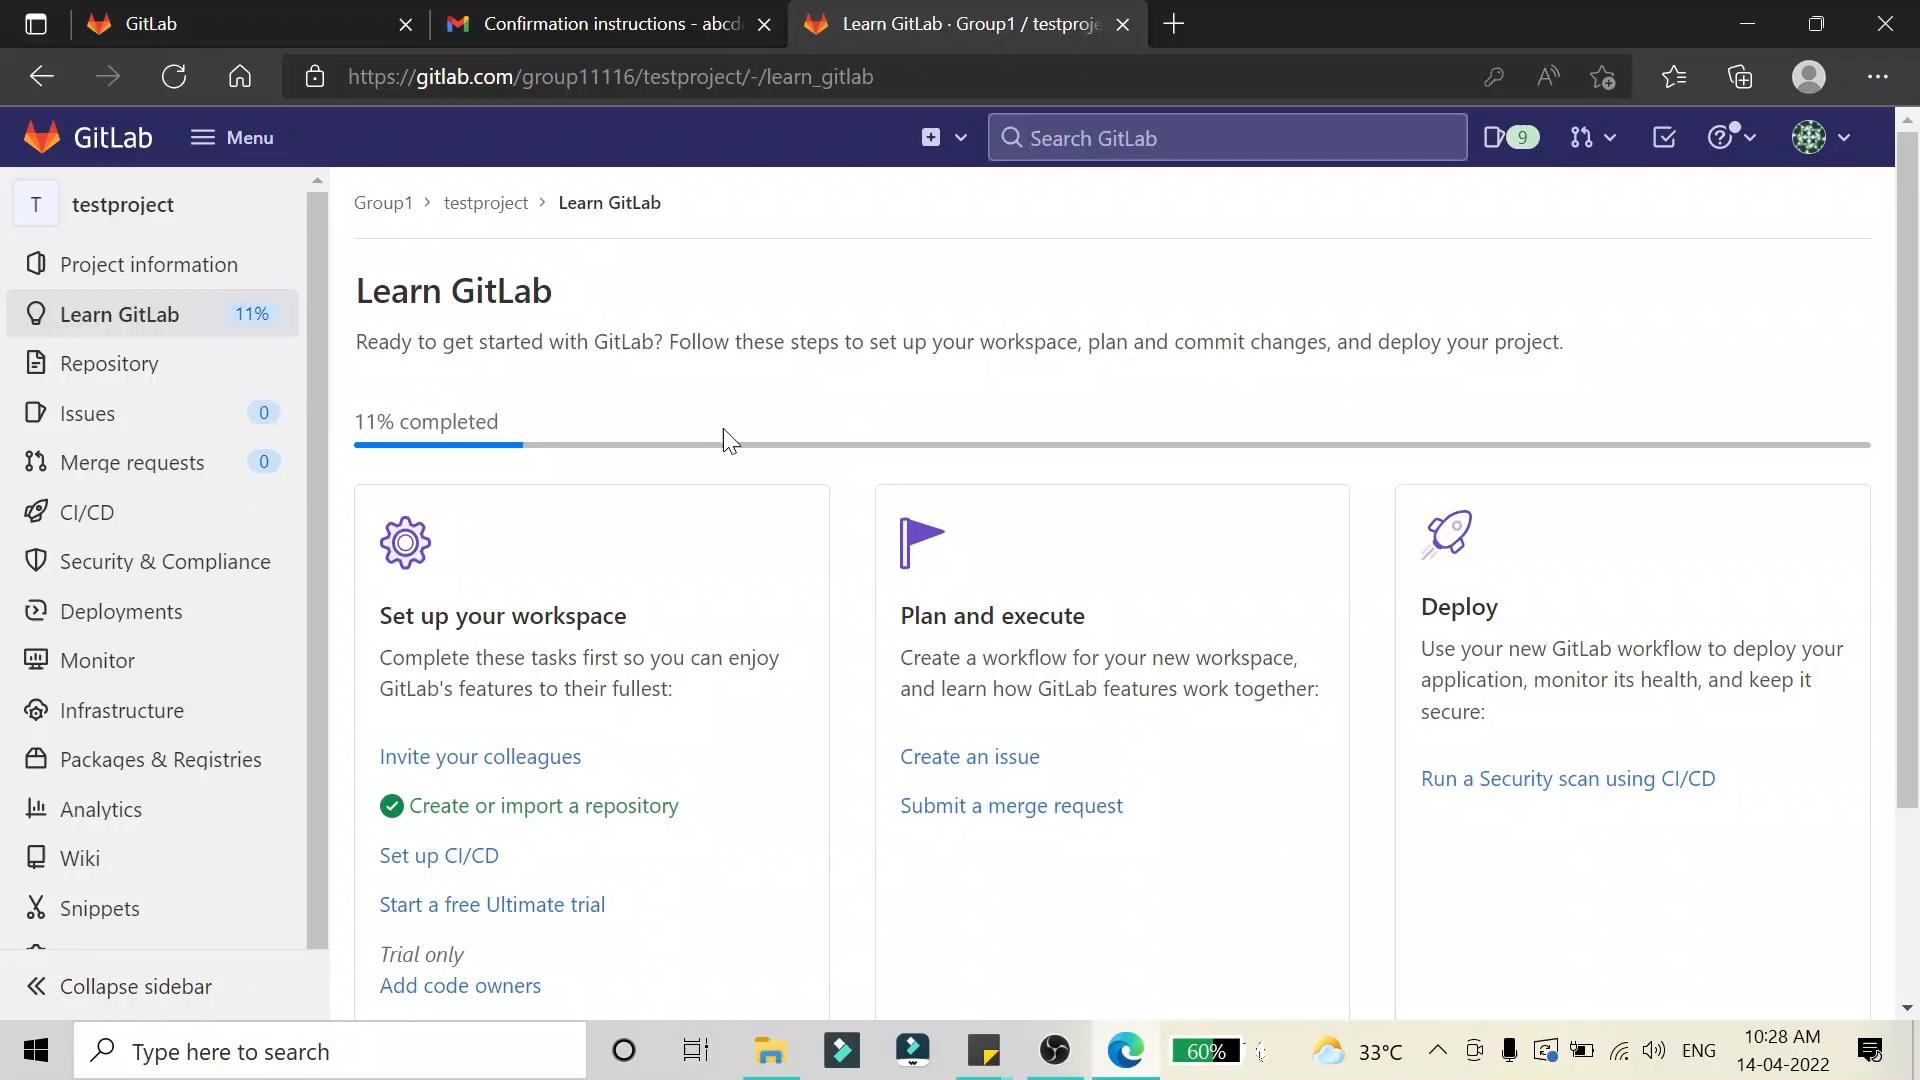 GitLab
Confirmation instructions - abcd
Learn GitLab · Group1 / testproje
https://gitlab.com/group11116/testproject/-/learn_gitlab
GitLab
Menu
Search GitLab
9
T
testproject
Project information
Learn GitLab
11%
Repository
Issues
0
Merge requests
0
CI/CD
Security & Compliance
Deployments
Monitor
Infrastructure
Packages & Registries
Analytics
Wiki
Snippets
Collapse sidebar
Group1 › testproject › Learn GitLab
Learn GitLab
Ready to get started with GitLab? Follow these steps to set up your workspace, plan and commit changes, and deploy your project.
11% completed
Set up your workspace
Complete these tasks first so you can enjoy
GitLab's features to their fullest:
Invite your colleagues
Create or import a repository
Set up CI/CD
Start a free Ultimate trial
Trial only
Add code owners
Plan and execute
Create a workflow for your new workspace,
and learn how GitLab features work together:
Create an issue
Submit a merge request
Deploy
Use your new GitLab workflow to deploy your
application, monitor its health, and keep it
secure:
Run a Security scan using CI/CD
Type here to search
60%
33°C
ENG
10:28 AM
14-04-2022